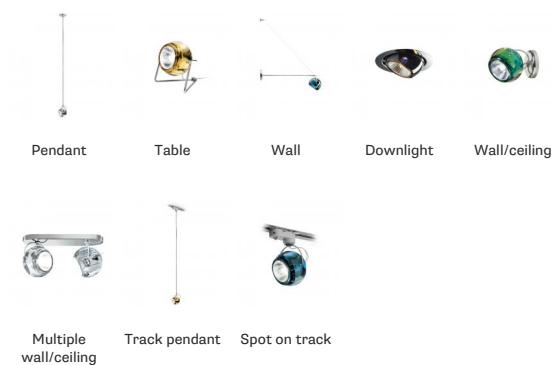 Pendant
Table
Wall
Downlight
Wall/ceiling
Multiple
wall/ceiling
Track pendant
Spot on track